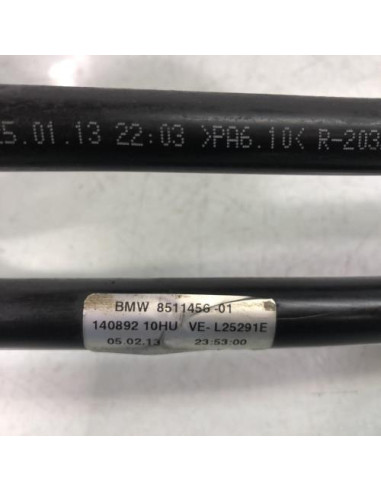 5.01.13 22:03 >PA6.10< R-203
BMW 8511456-01
140892 10HU VE- L25291E
05.02.13 23:53:00